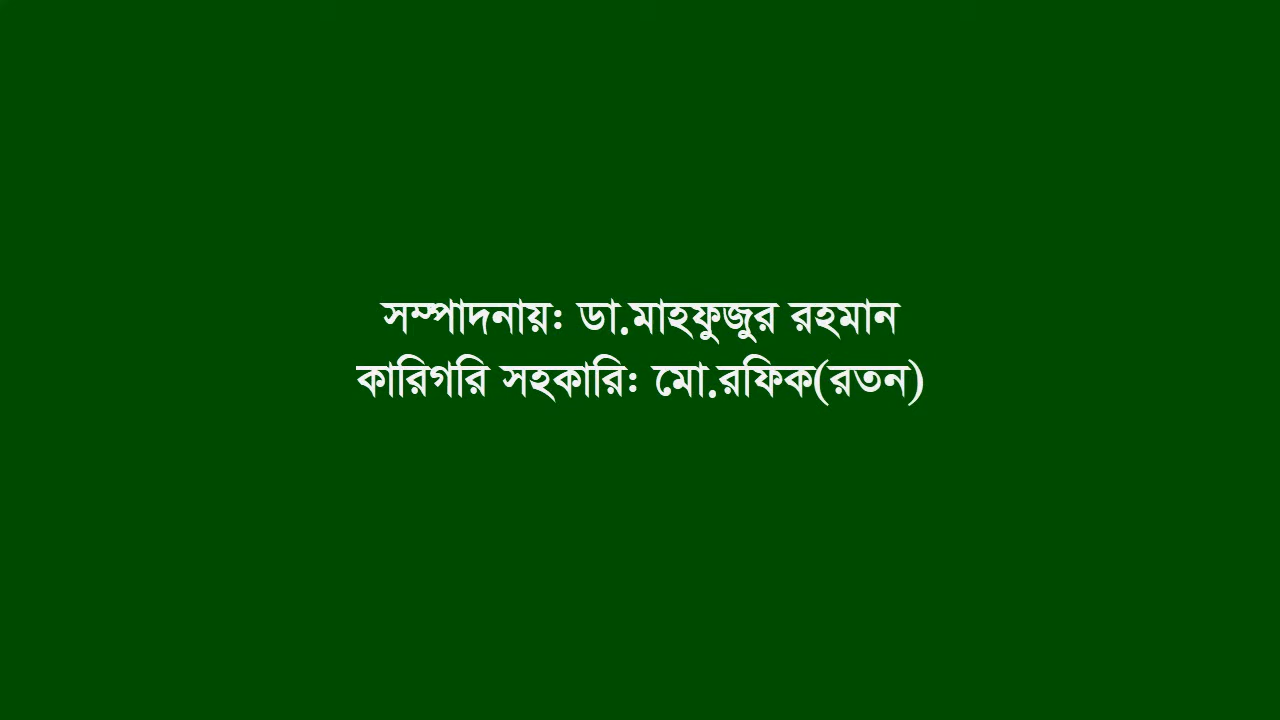 সম্পাদনায়: ডা.মাহফুজুর রহমান
কারিগরি সহকারি: মো.রফিক(রতন)